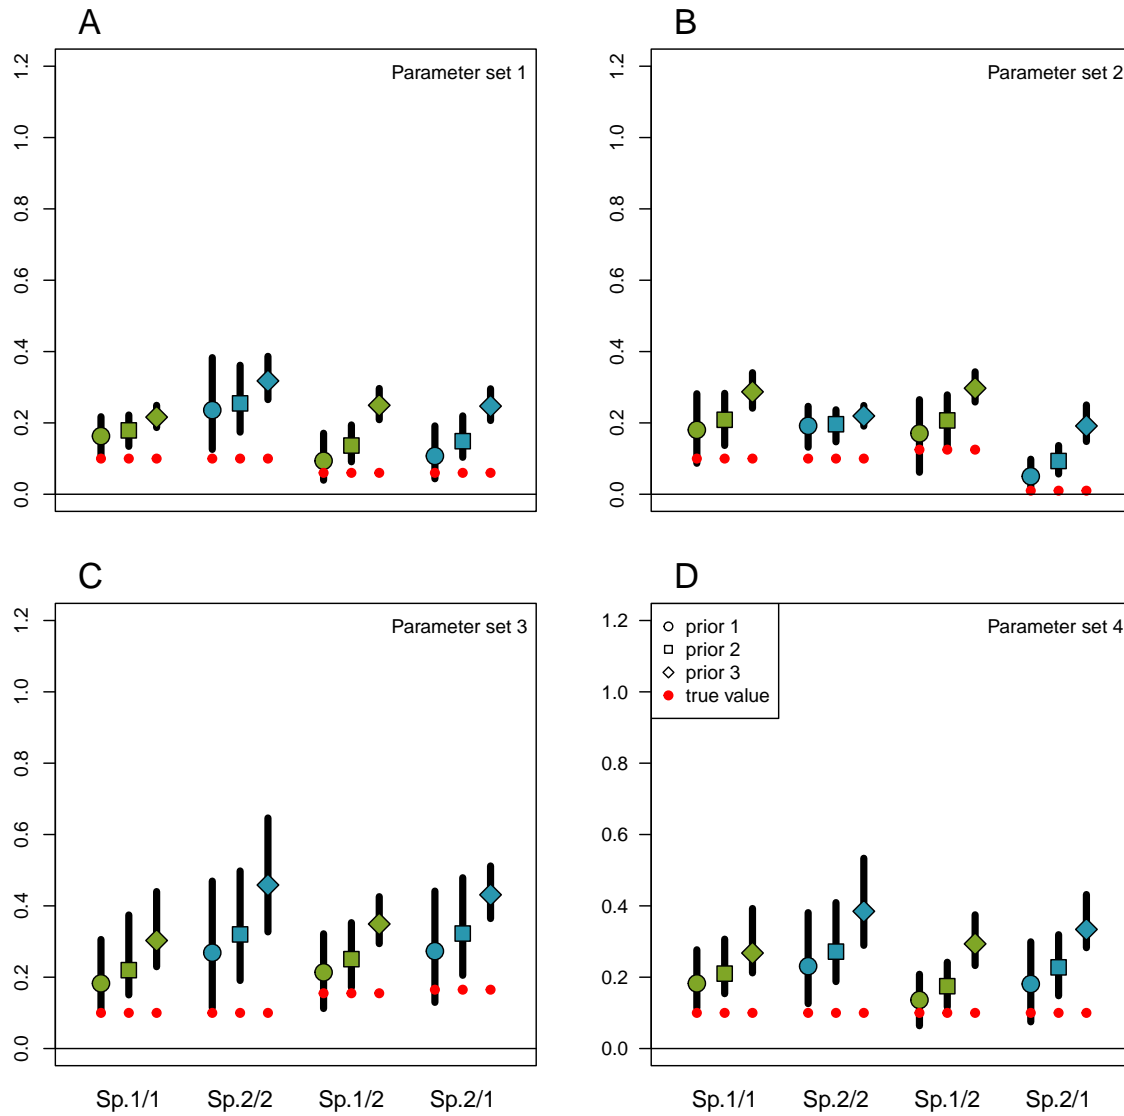 A
B
Parameter set 1
Parameter set 2
1.2
1.0
0.8
0.6
0.4
0.2
0.0
1.2
1.0
0.8
0.6
0.4
0.2
0.0
C
D
Parameter set 3
Parameter set 4
prior 1
prior 2
prior 3
true value
1.2
1.0
0.8
0.6
0.4
0.2
0.0
1.2
1.0
0.8
0.6
0.4
0.2
0.0
Sp.1/1 Sp.2/2 Sp.1/2 Sp.2/1
Sp.1/1 Sp.2/2 Sp.1/2 Sp.2/1